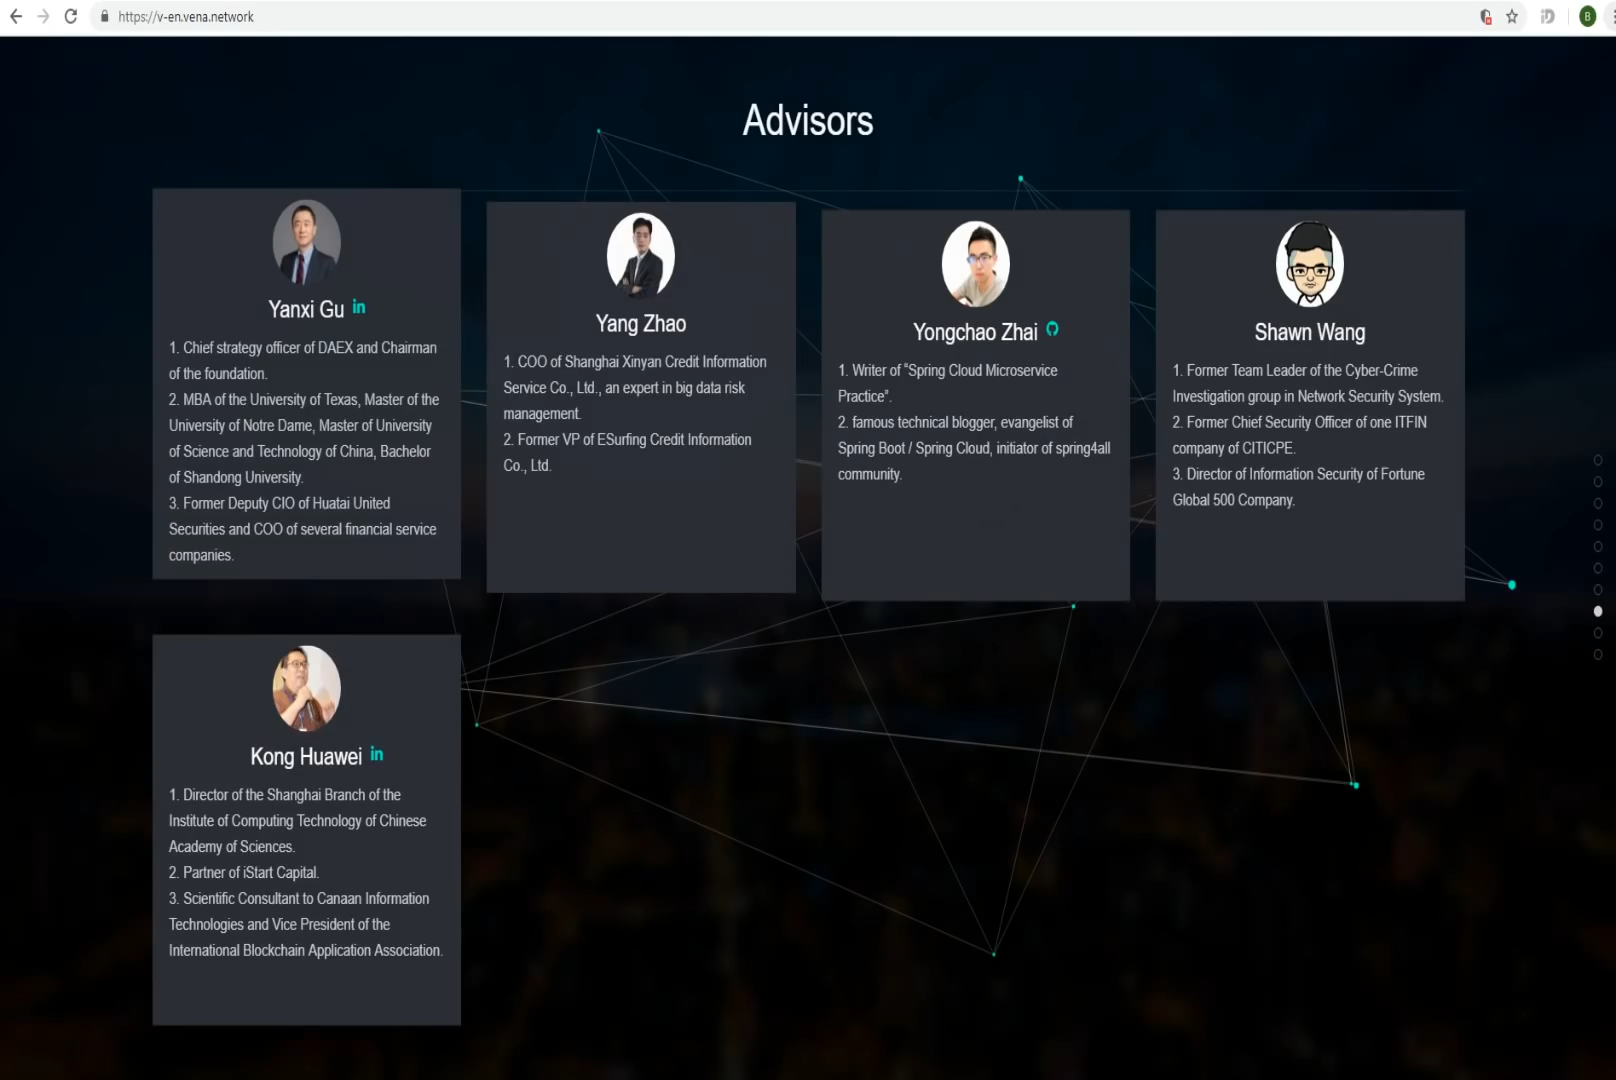 https://v-en.vena.network
B
Advisors
Yanxi Gu in
1. Chief strategy officer of DAEX and Chairman
of the foundation.
2. MBA of the University of Texas, Master of the
University of Notre Dame, Master of University
of Science and Technology of China, Bachelor
of Shandong University.
3. Former Deputy CIO of Huatai United
Securities and COO of several financial service
companies.
Yang Zhao
1. COO of Shanghai Xinyan Credit Information
Service Co., Ltd., an expert in big data risk
management.
2. Former VP of ESurfing Credit Information
Co., Ltd.
Yongchao Zhai
1. Writer of “Spring Cloud Microservice
Practice”.
2. famous technical blogger, evangelist of
Spring Boot / Spring Cloud, initiator of spring4all
community.
Shawn Wang
1. Former Team Leader of the Cyber-Crime
Investigation group in Network Security System.
2. Former Chief Security Officer of one ITFIN
company of CITICPE.
3. Director of Information Security of Fortune
Global 500 Company.
Kong Huawei in
1. Director of the Shanghai Branch of the
Institute of Computing Technology of Chinese
Academy of Sciences.
2. Partner of iStart Capital.
3. Scientific Consultant to Canaan Information
Technologies and Vice President of the
International Blockchain Application Association.